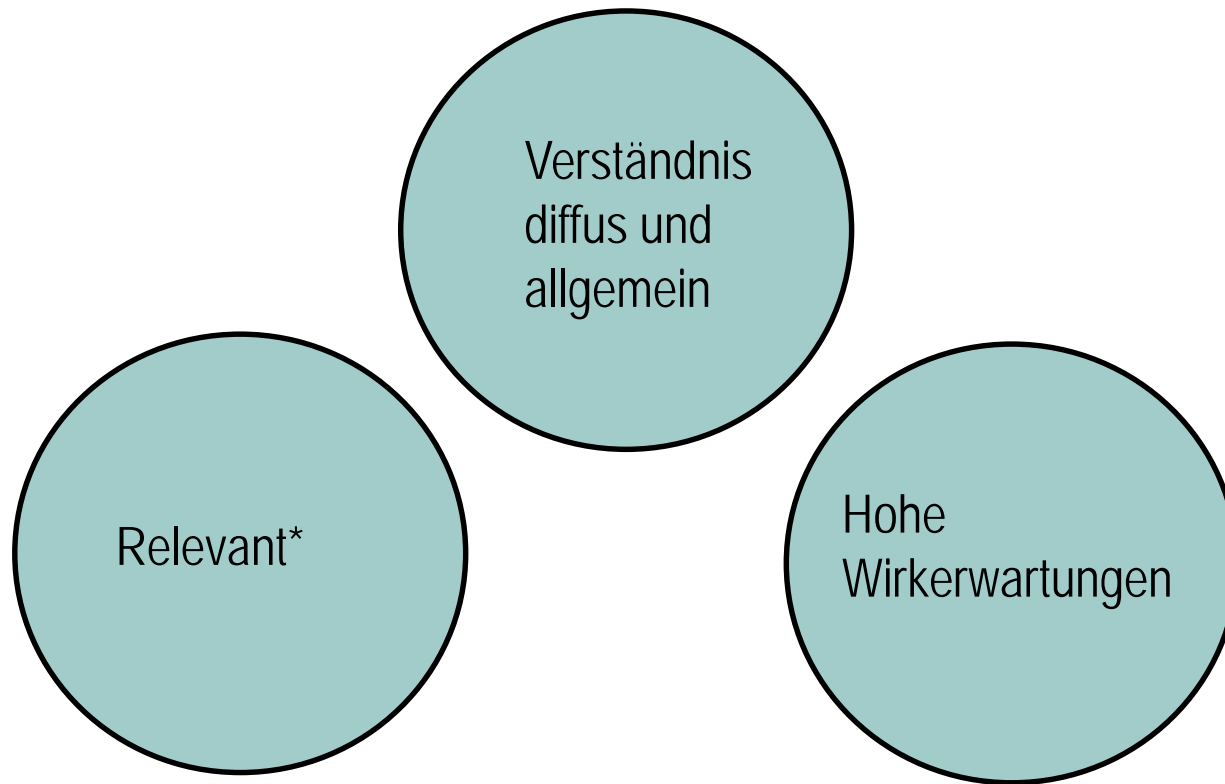 Verständnis
diffus und
allgemein
Relevant*
Hohe
Wirkerwartungen